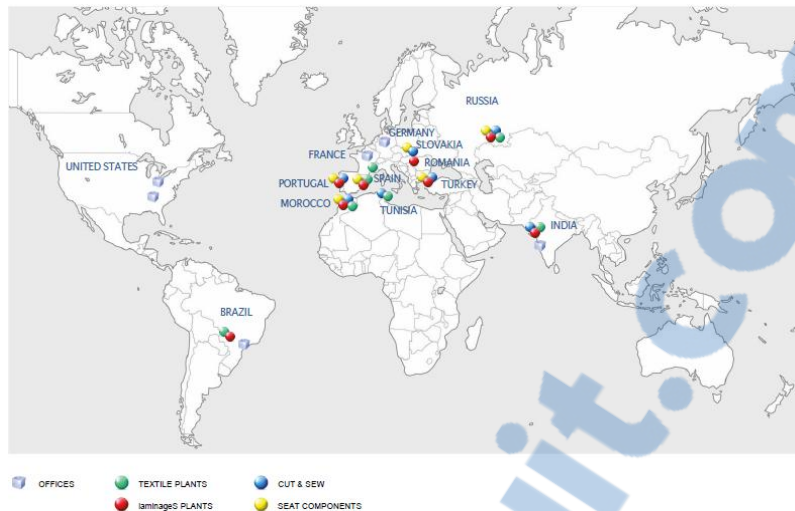 RUSSIA
GERMANY
SLOVAKIA
FRANCE
ROMANIA
UNITED STATES
SPAIN
PORTUGAL
TURKEY
MOROCCO
TUNISIA
INDIA
BRAZIL
OFFICES
TEXTILE PLANTS
CUT & SEW
laminageS PLANTS
SEAT COMPONENTS